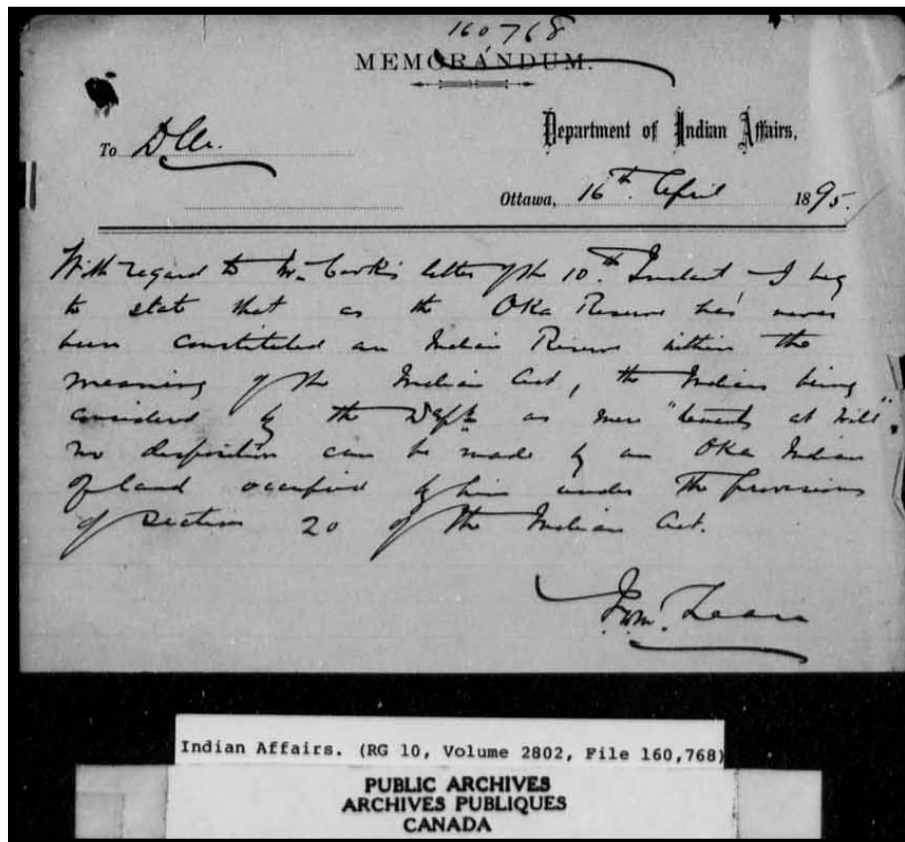 160768
MEMORANDUM.
Department of Indian Affairs,
To
Ottawa, 16th April 1895.
With regard to Mr letter of the 10th Instant I beg
to state that as the Oka Reserve has never
been constituted an Indian Reserve within the
meaning of the Indian Act, the Indians being
considered by the Dept. as mere "tenants at will",
no disposition can be made by an Oka Indian
of land occupied by him under the provisions
of Section 20 of the Indian Act.
Indian Affairs. (RG 10, Volume 2802, File 160,768)
PUBLIC ARCHIVES
ARCHIVES PUBLIQUES
CANADA